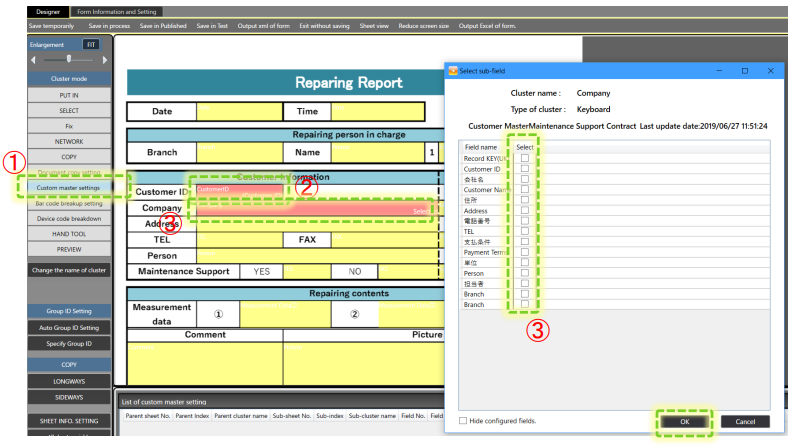 Designer Form Information and Setting
Save temporarily Save in process Save in Published Save in Text Output xml of form Exit without saving Sheet view Reduce screen size Output Excel of form.
Enlargement FIT
Cluster mode
PUT IN
SELECT
Fix
NETWORK
COPY
①
Document copy setting
Custom master settings
Bar code breakup setting
Device code breakdown
HAND TOOL
PREVIEW
Change the name of cluster
Group ID Setting
Auto Group ID Setting
Specify Group ID
COPY
LONGWAYS
SIDEWAYS
SHEET INFO. SETTING
Reparing Report
Date Time
Repairing person in charge
Branch Name 1
Customer Information
Customer ID CustomerID ②
Company Select
③
Address
TEL FAX
Person
Maintenance Support YES NO
Repairing contents
Measurement
data ① ②
Comment Picture
List of custom master setting
Parent sheet No. Parent Index Parent cluster name Sub-sheet No. Sub-index Sub-cluster name Field No. Field
Select sub-field
Cluster name : Company
Type of cluster : Keyboard
Customer MasterMaintenance Support Contract Last update date:2019/06/27 11:51:24
Field name Select
Record KEY(U
Customer ID
会社名
Customer Name
住所
Address
電話番号
TEL
支払条件
Payment Term
単位
Person
担当者
Branch
Branch
③
Hide configured fields.
OK Cancel